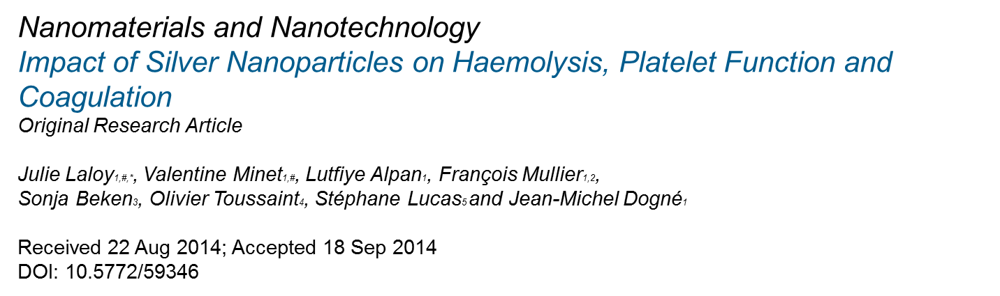 Nanomaterials and Nanotechnology
Impact of Silver Nanoparticles on Haemolysis, Platelet Function and
Coagulation
Original Research Article
Julie Laloy1,#,*, Valentine Minet1,#, Lutfiye Alpan1, François Mullier1,2,
Sonja Beken3, Olivier Toussaint4, Stéphane Lucas5 and Jean-Michel Dogné1
Received 22 Aug 2014; Accepted 18 Sep 2014
DOI: 10.5772/59346